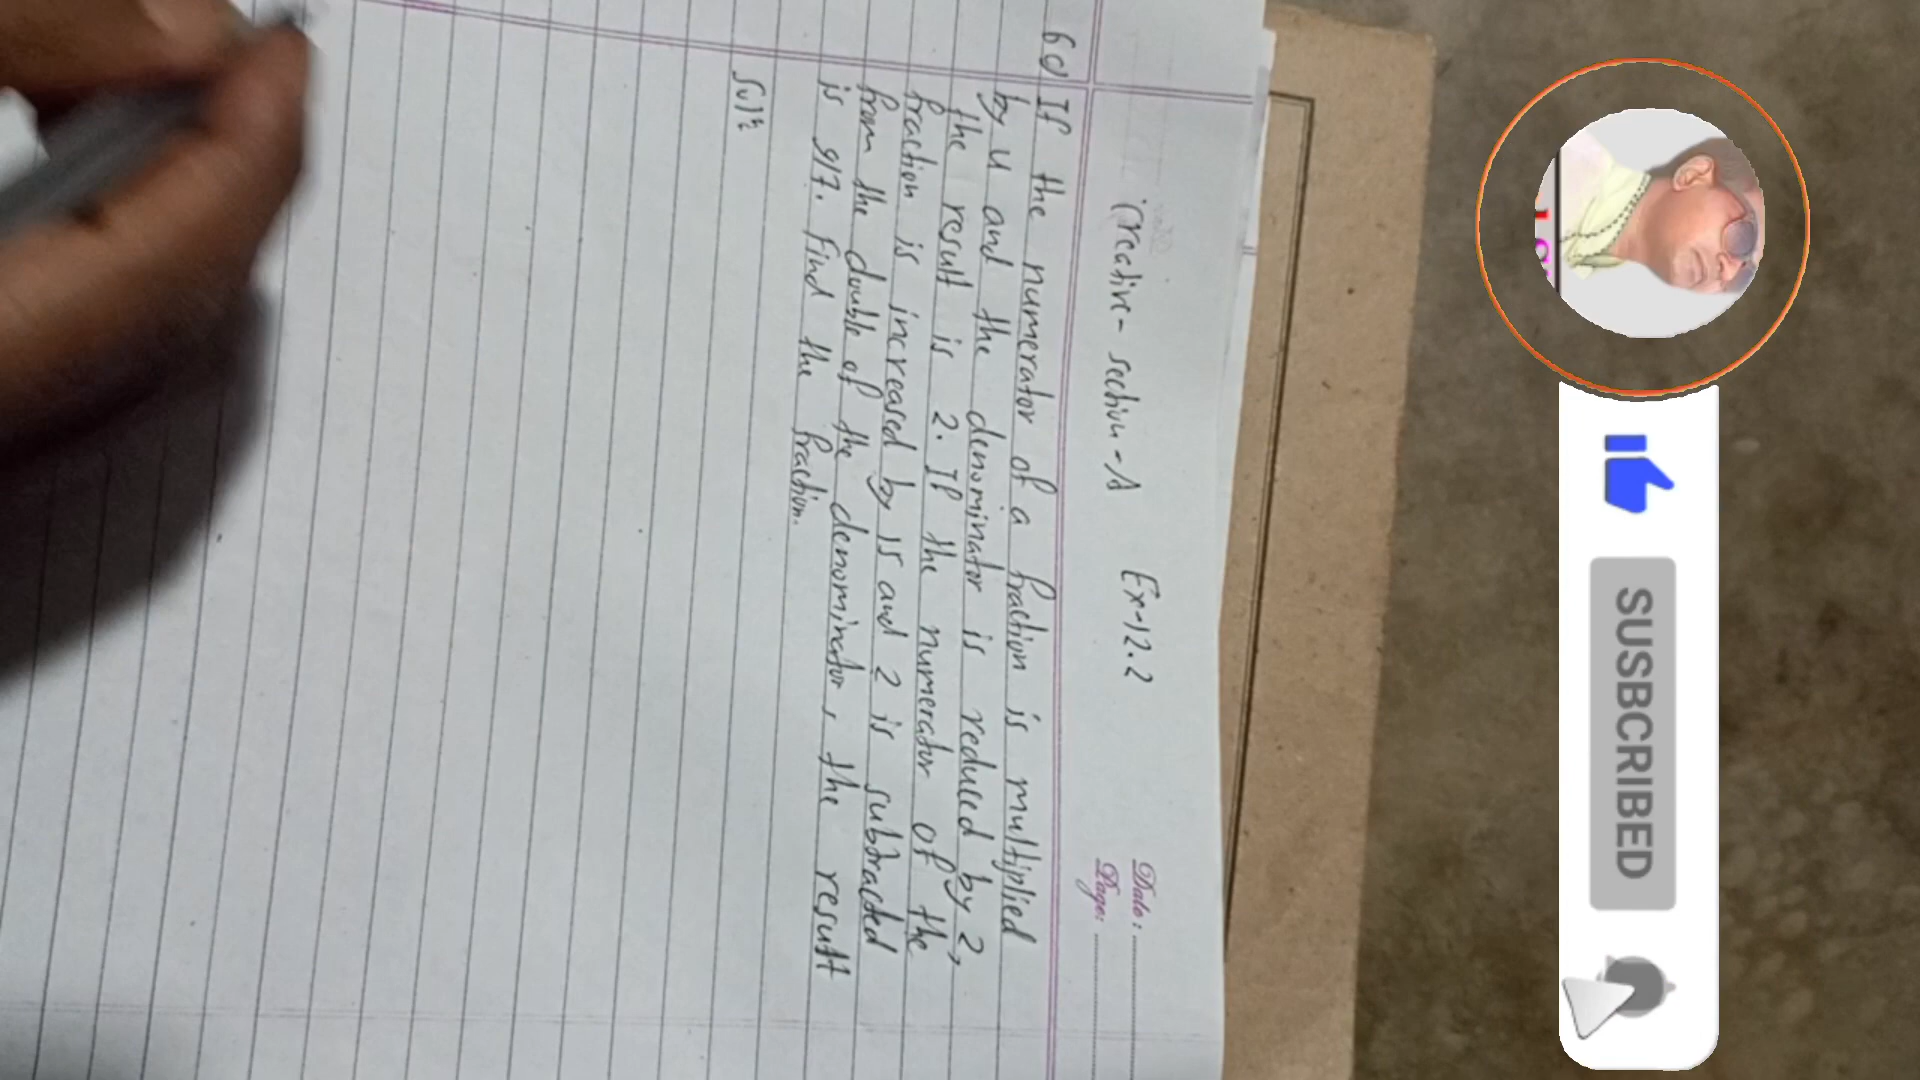 Creative - section - A Ex-12.2
Date:
Page:
6a) If the numerator of a fraction is multiplied
by 4 and the denominator is reduced by 2,
the result is 2. If the numerator of the
fraction is increased by 15 and 2 is subtracted
from the double of the denominator, the result
is 9/7. Find the fraction.
Solⁿ
SUSBCRIBED